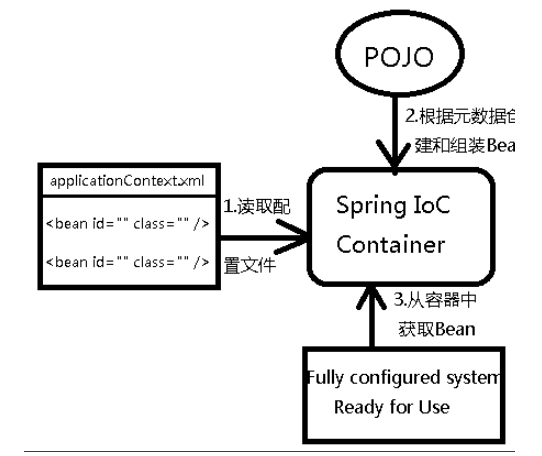 POJO
2.根据元数据创
建和组装Bea
applicationContext.xml
<bean id="" class="" />
<bean id="" class="" />
1.读取配
置文件
Spring IoC
Container
3.从容器中
获取Bean
Fully configured system
Ready for Use